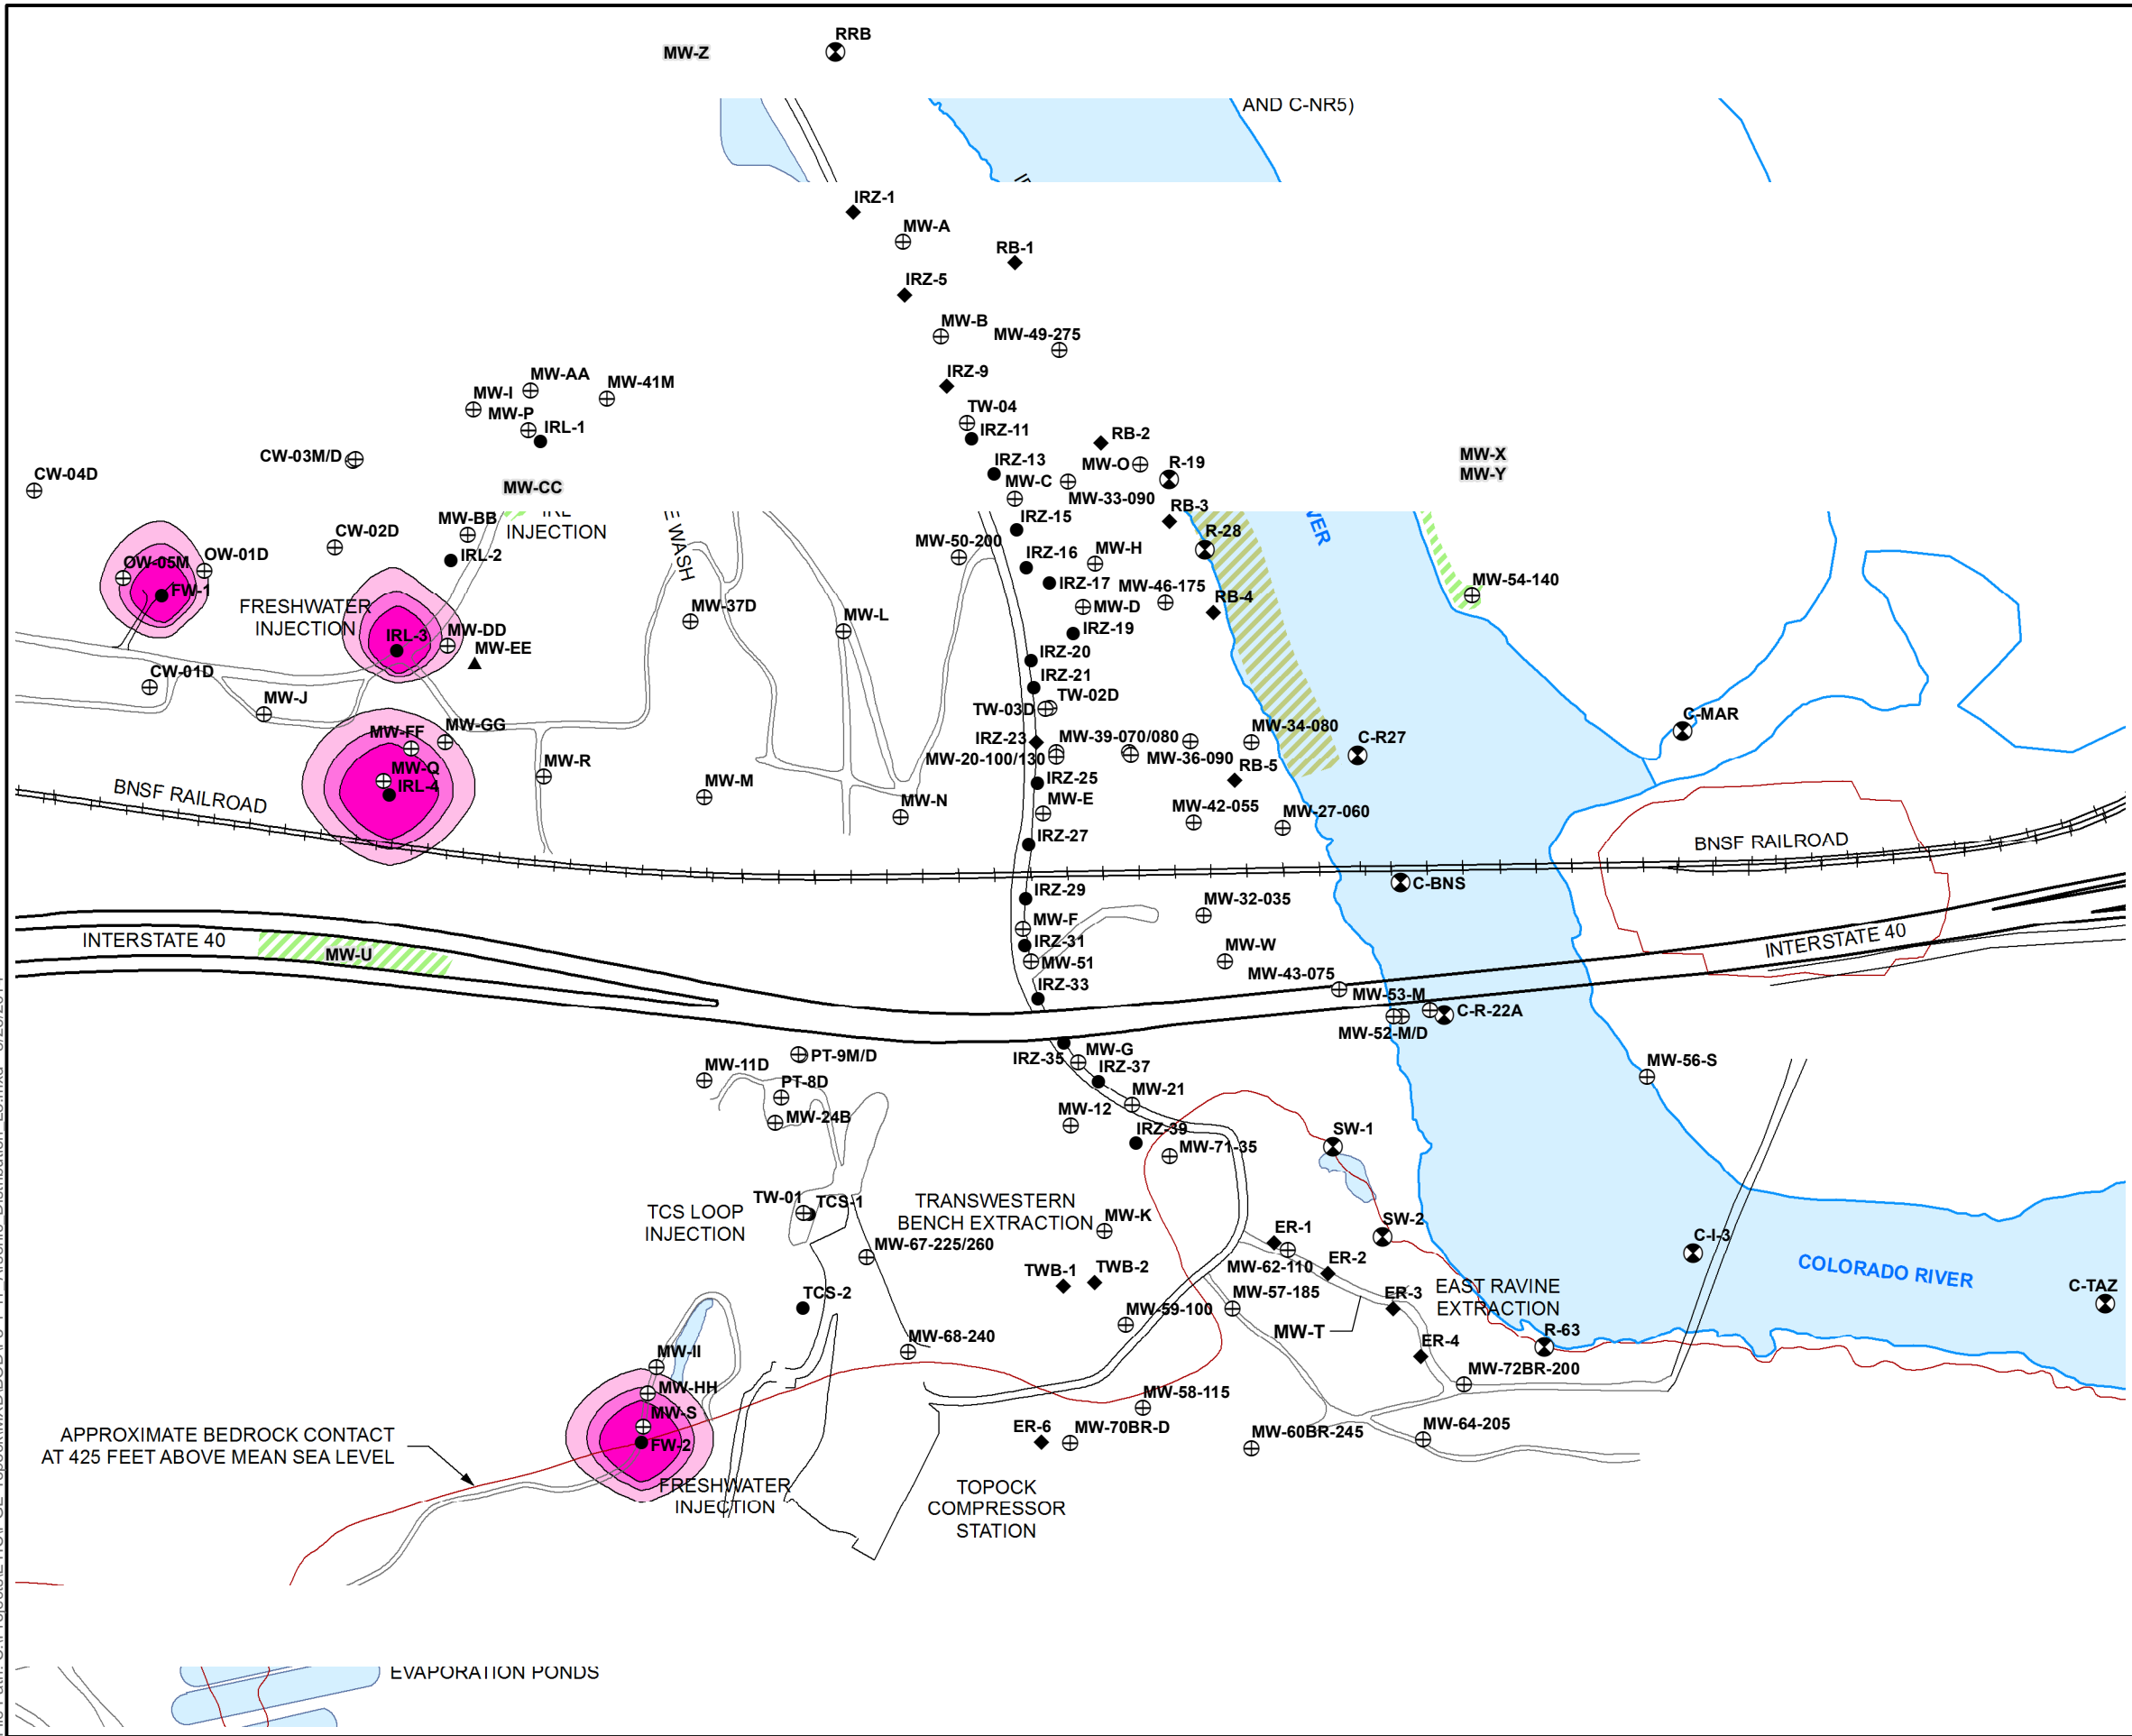 RRB
MW-Z
AND C-NR5)
IRZ-1
MW-A
RB-1
IRZ-5
MW-B
MW-49-275
IRZ-9
MW-AA
MW-41M
MW-I
MW-P
IRL-1
TW-04
IRZ-11
RB-2
CW-03M/D
IRZ-13
MW-O
R-19
MW-X
MW-Y
CW-04D
MW-CC
MW-C
MW-33-090
IRL
INJECTION
MW-BB
CW-02D
IRL-2
E WASH
IRZ-15
RB-3
R-28
VER
MW-50-200
IRZ-16
MW-H
OW-05M
OW-01D
FW-1
IRZ-17
MW-46-175
MW-54-140
FRESHWATER
INJECTION
MW-37D
MW-L
MW-D
RB-4
IRL-3
MW-DD
MW-EE
IRZ-19
IRZ-20
CW-01D
IRZ-21
MW-J
TW-02D
TW-03D
C-MAR
MW-FF
MW-GG
IRZ-23
MW-39-070/080
MW-34-080
C-R27
MW-20-100/130
MW-36-090
MW-Q
IRL-4
MW-R
MW-M
IRZ-25
RB-5
BNSF RAILROAD
MW-N
MW-E
MW-42-055
MW-27-060
IRZ-27
BNSF RAILROAD
C-BNS
IRZ-29
MW-32-035
MW-F
INTERSTATE 40
MW-U
IRZ-31
MW-W
INTERSTATE 40
MW-51
MW-43-075
IRZ-33
MW-53-M
C-R-22A
MW-52-M/D
PT-9M/D
IRZ-35
MW-G
MW-11D
IRZ-37
MW-56-S
PT-8D
MW-21
MW-24B
MW-12
IRZ-39
SW-1
MW-71-35
TW-01
TCS-1
TRANSWESTERN
BENCH EXTRACTION
TCS LOOP
INJECTION
MW-K
SW-2
ER-1
C-I-3
MW-67-225/260
MW-62-110
ER-2
COLORADO RIVER
TWB-1
TWB-2
C-TAZ
TCS-2
MW-57-185
ER-3
EAST RAVINE
EXTRACTION
MW-59-100
MW-T
MW-68-240
ER-4
R-63
MW-II
MW-72BR-200
MW-HH
MW-58-115
MW-S
APPROXIMATE BEDROCK CONTACT
AT 425 FEET ABOVE MEAN SEA LEVEL
FW-2
ER-6
MW-70BR-D
MW-60BR-245
MW-64-205
FRESHWATER
INJECTION
TOPOCK
COMPRESSOR
STATION
EVAPORATION PONDS